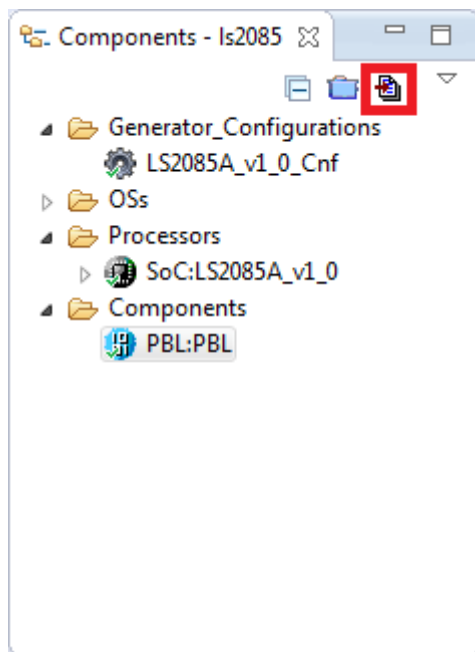 Components - ls2085
Generator_Configurations
LS2085A_v1_0_Cnf
OSs
Processors
SoC:LS2085A_v1_0
Components
PBL:PBL